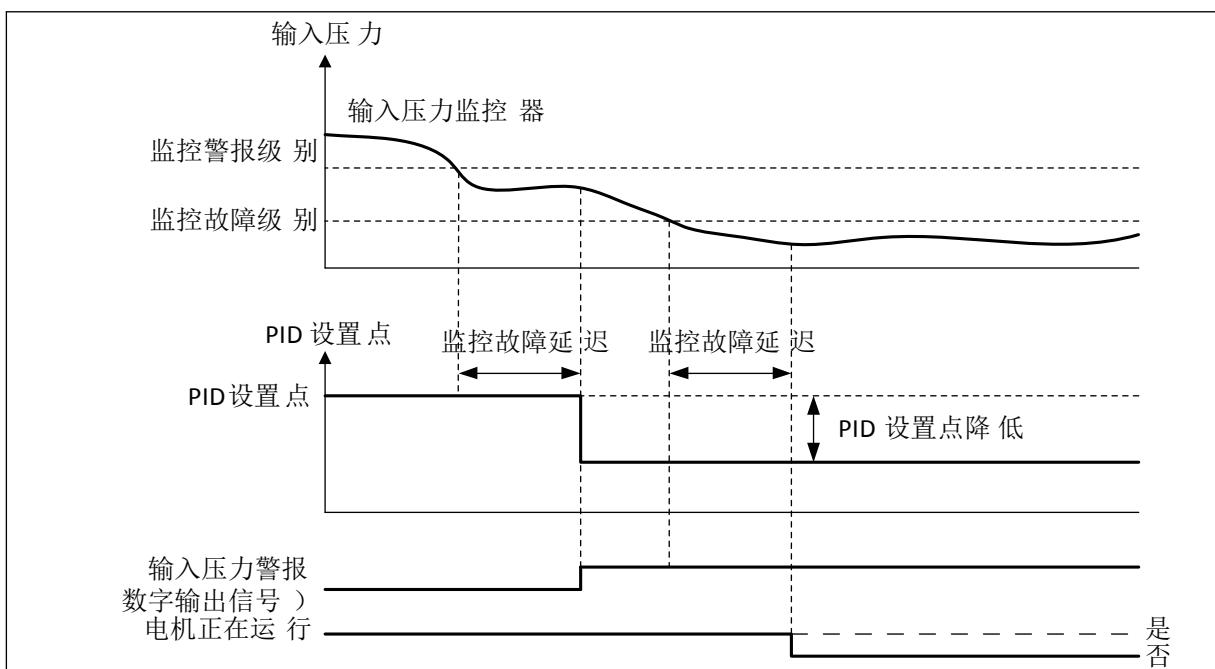 输入压力
输入压力监控器
监控警报级别
监控故障级别
PID 设置点
监控故障延迟 监控故障延迟
PID 设置点
PID 设置点降低
输入压力警报
数字输出信号）
电机正在运行
是
否